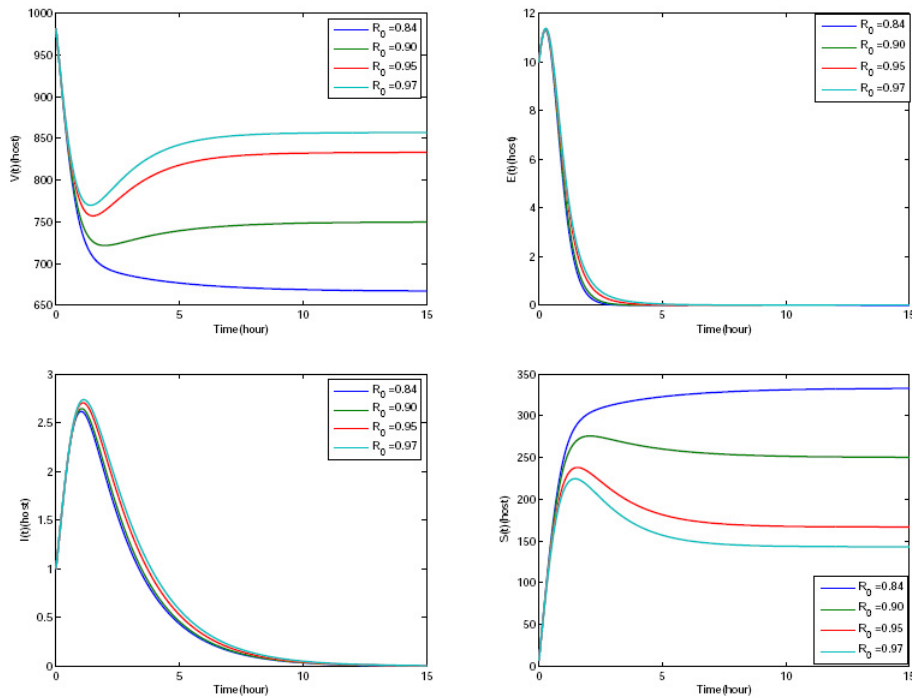 1000
950
900
850
800
750
700
650
V(t)(host)
0
5
10
15
Time(hour)
R0 =0.84
R0 =0.90
R0 =0.95
R0 =0.97
12
10
8
6
4
2
0
E(t)(host)
0
5
10
15
Time(hour)
R0 =0.84
R0 =0.90
R0 =0.95
R0 =0.97
3
2.5
2
1.5
1
0.5
0
I(t)(host)
0
5
10
15
Time(hour)
R0 =0.84
R0 =0.90
R0 =0.95
R0 =0.97
350
300
250
200
150
100
50
0
S(t)(host)
0
5
10
15
Time(hour)
R0 =0.84
R0 =0.90
R0 =0.95
R0 =0.97